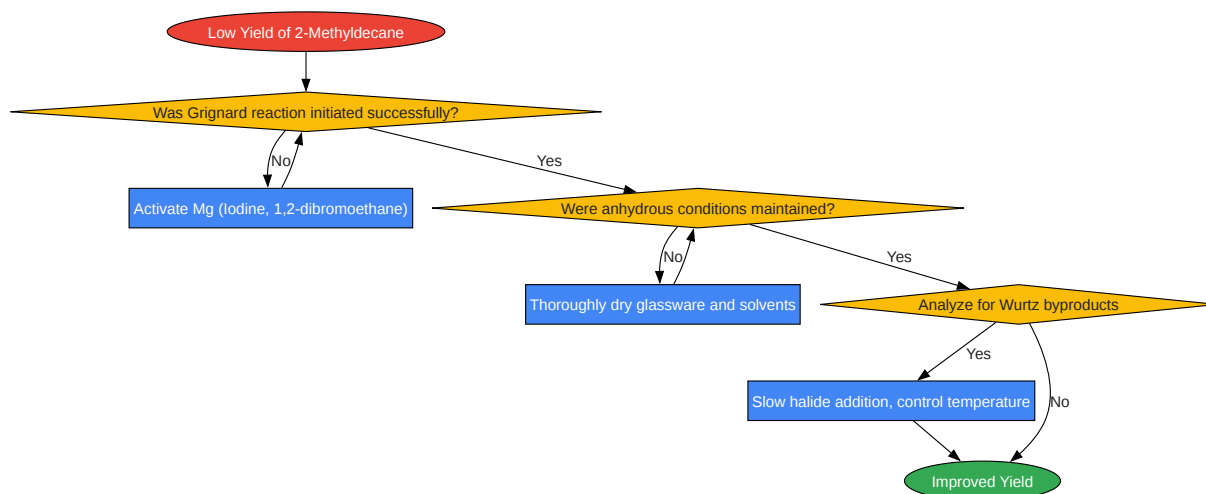 Low Yield of 2-Methyldecane
Was Grignard reaction initiated successfully?
No
Yes
Activate Mg (Iodine, 1,2-dibromoethane)
Were anhydrous conditions maintained?
No
Yes
Thoroughly dry glassware and solvents
Analyze for Wurtz byproducts
Yes
Slow halide addition, control temperature
No
Improved Yield